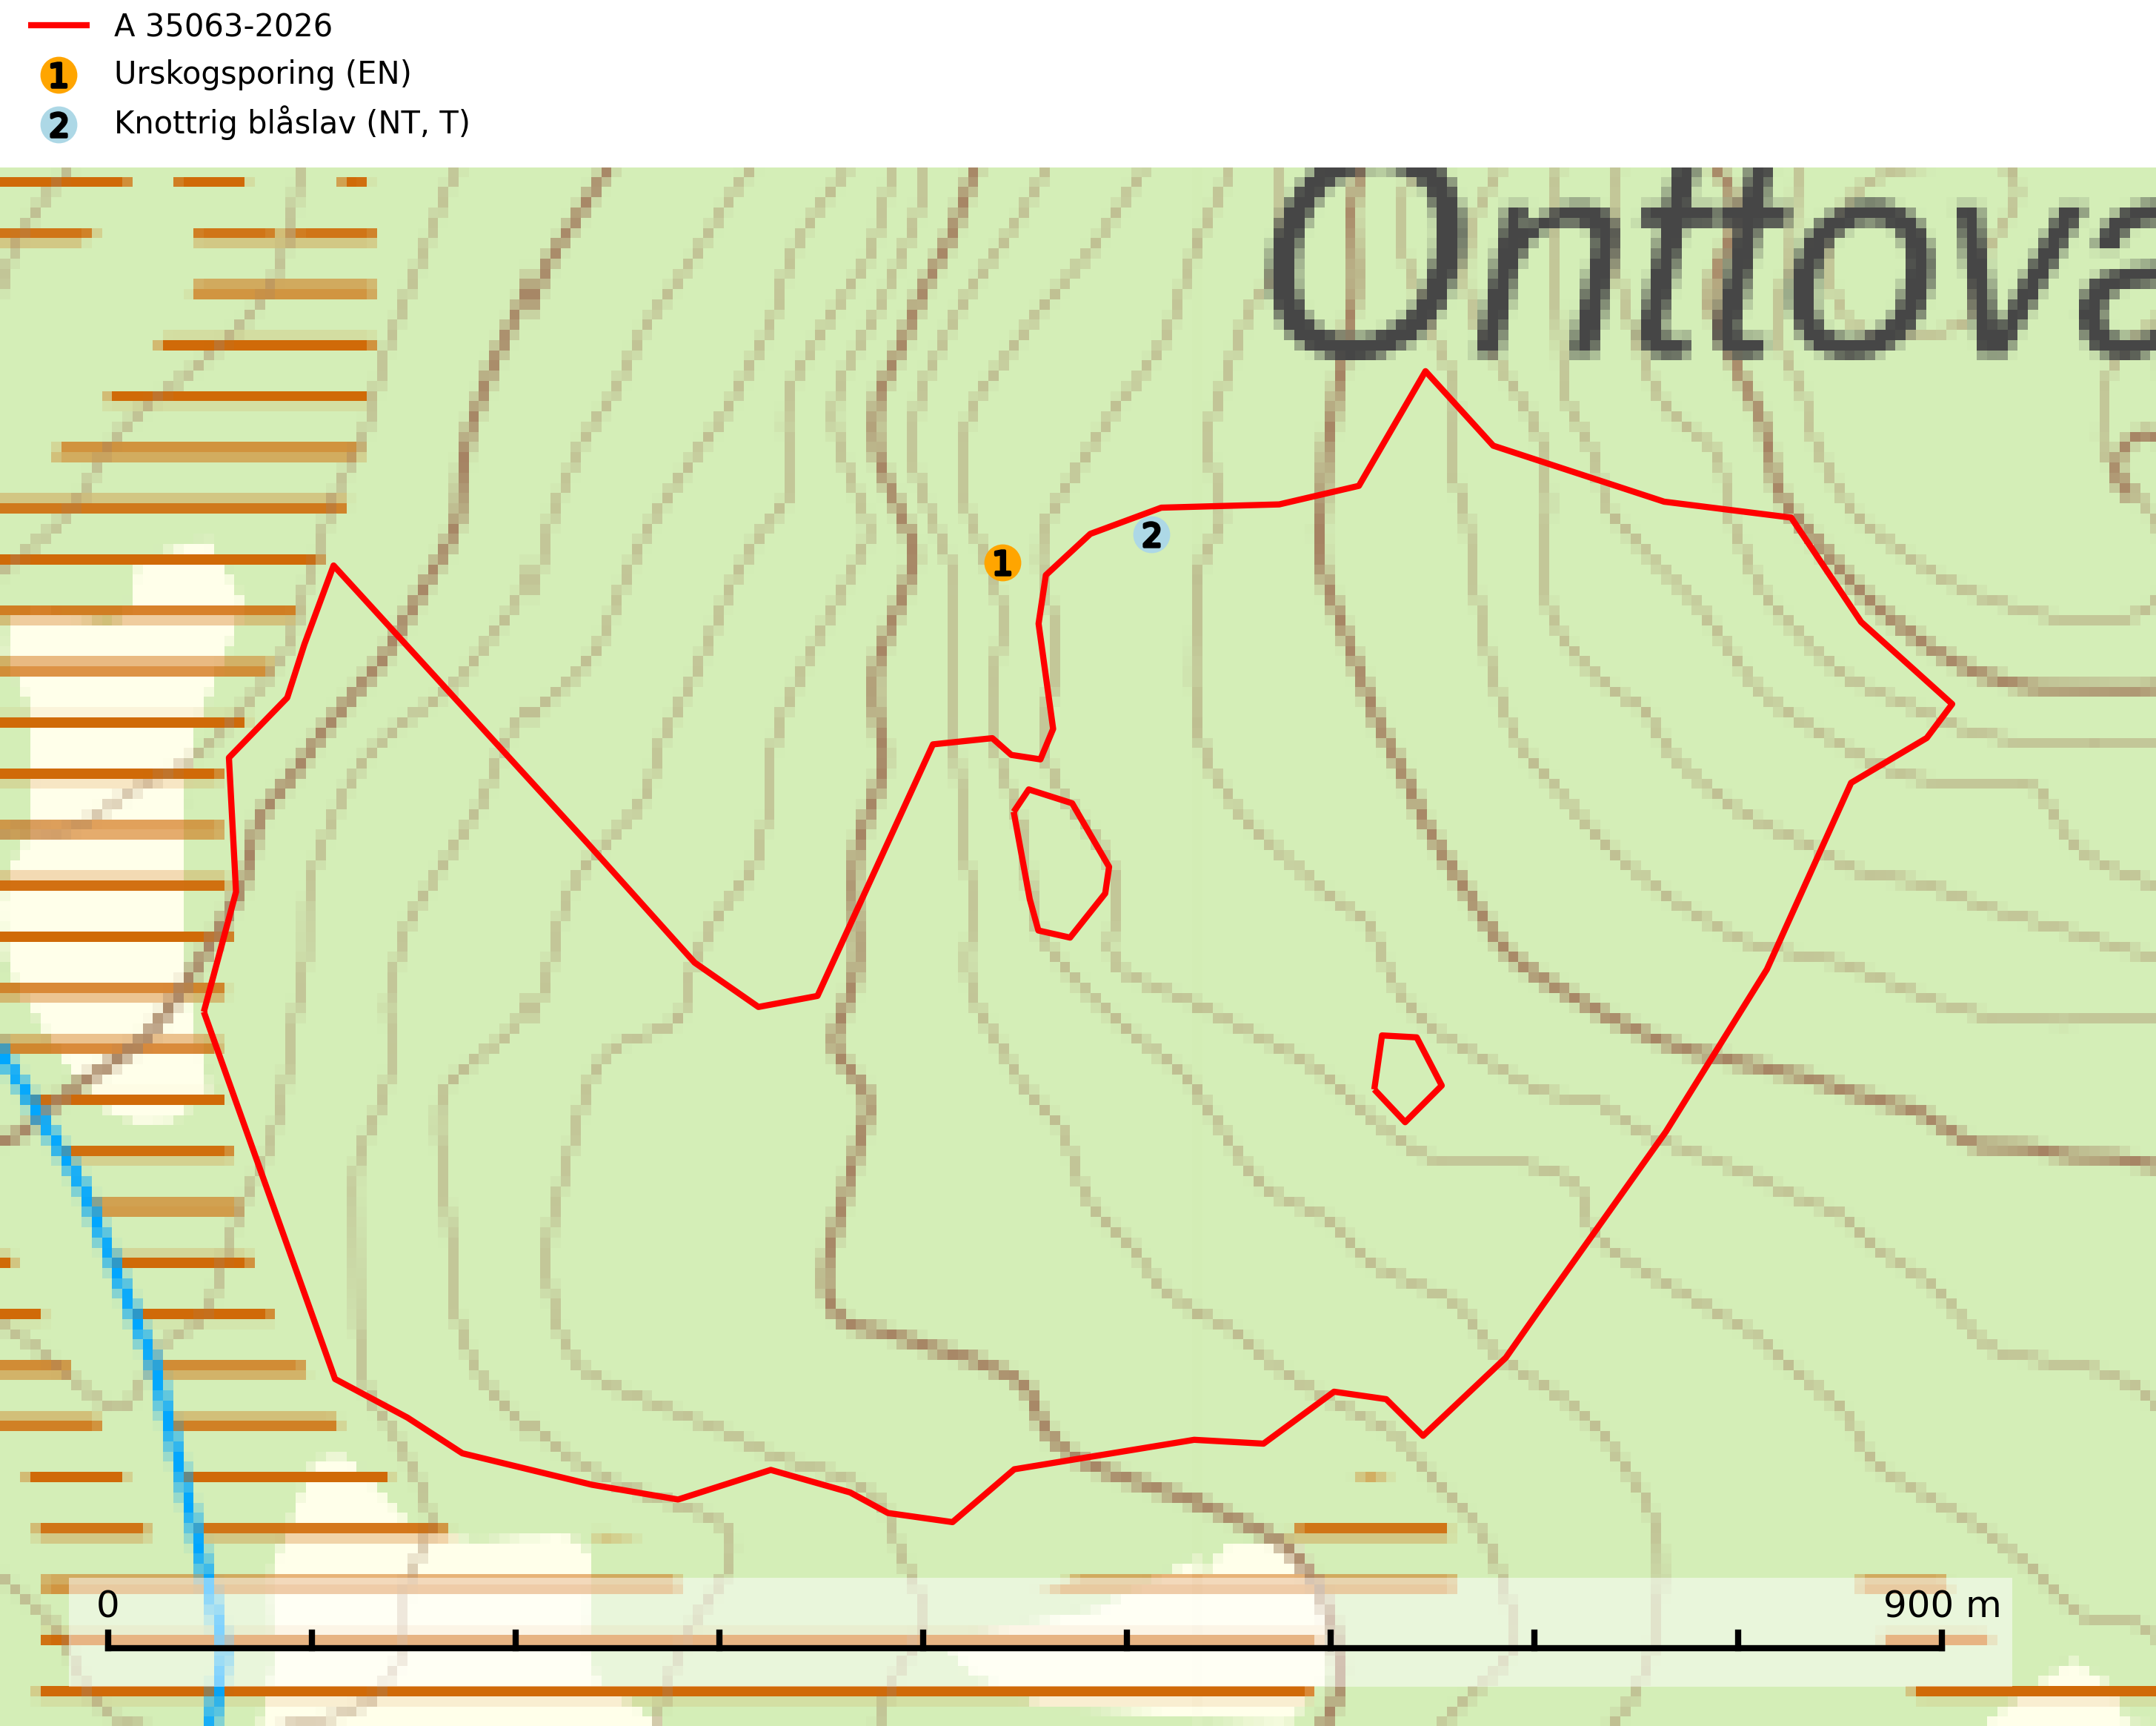 A 35063-2026
1 Urskogsporing (EN)
2 Knottrig blåslav (NT, T)
Onttova
1
2
0 900 m